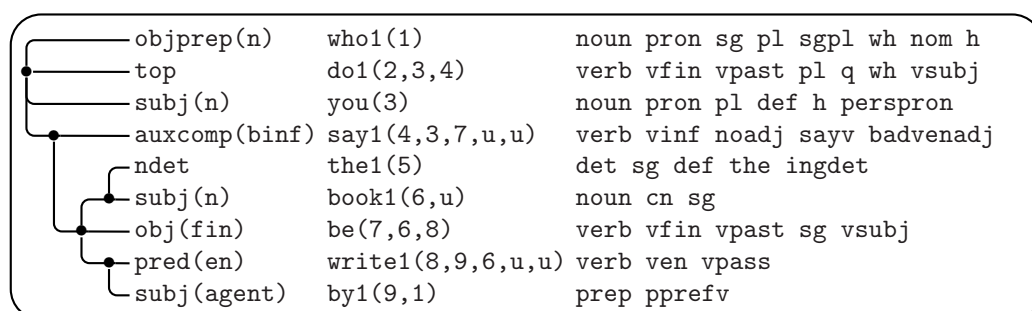 objprep(n) who1(1) noun pron sg pl sgpl wh nom h
top do1(2,3,4) verb vfin vpast pl q wh vsubj
subj(n) you(3) noun pron pl def h perspron
auxcomp(binf) say1(4,3,7,u,u) verb vinf noadj sayv badvenadj
ndet the1(5) det sg def the ingdet
subj(n) book1(6,u) noun cn sg
obj(fin) be(7,6,8) verb vfin vpast sg vsubj
pred(en) write1(8,9,6,u,u) verb ven vpass
subj(agent) by1(9,1) prep pprefv